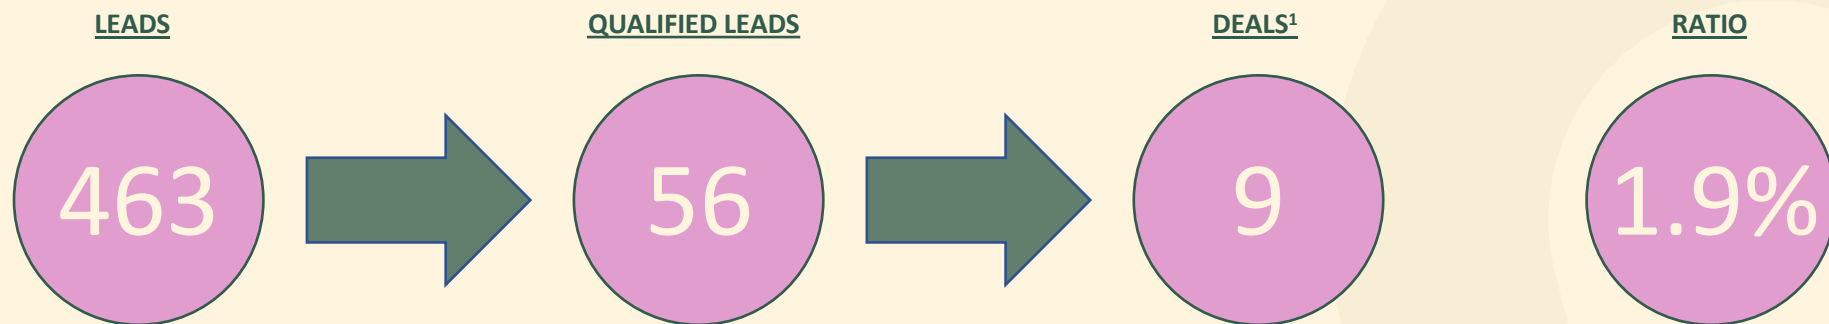 LEADS QUALIFIED LEADS DEALS¹ RATIO
463 56 9 1.9%